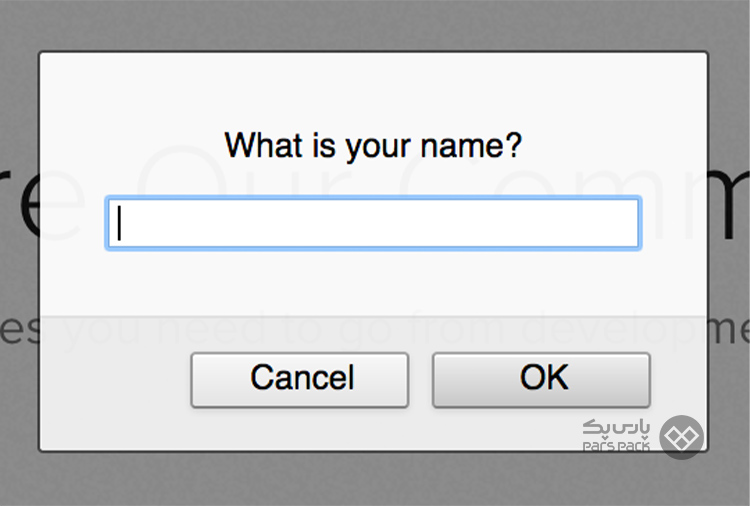 What is your name?
re Our Comm
es you need to go from developme
Cancel
OK
پارس پک
PARS PACK